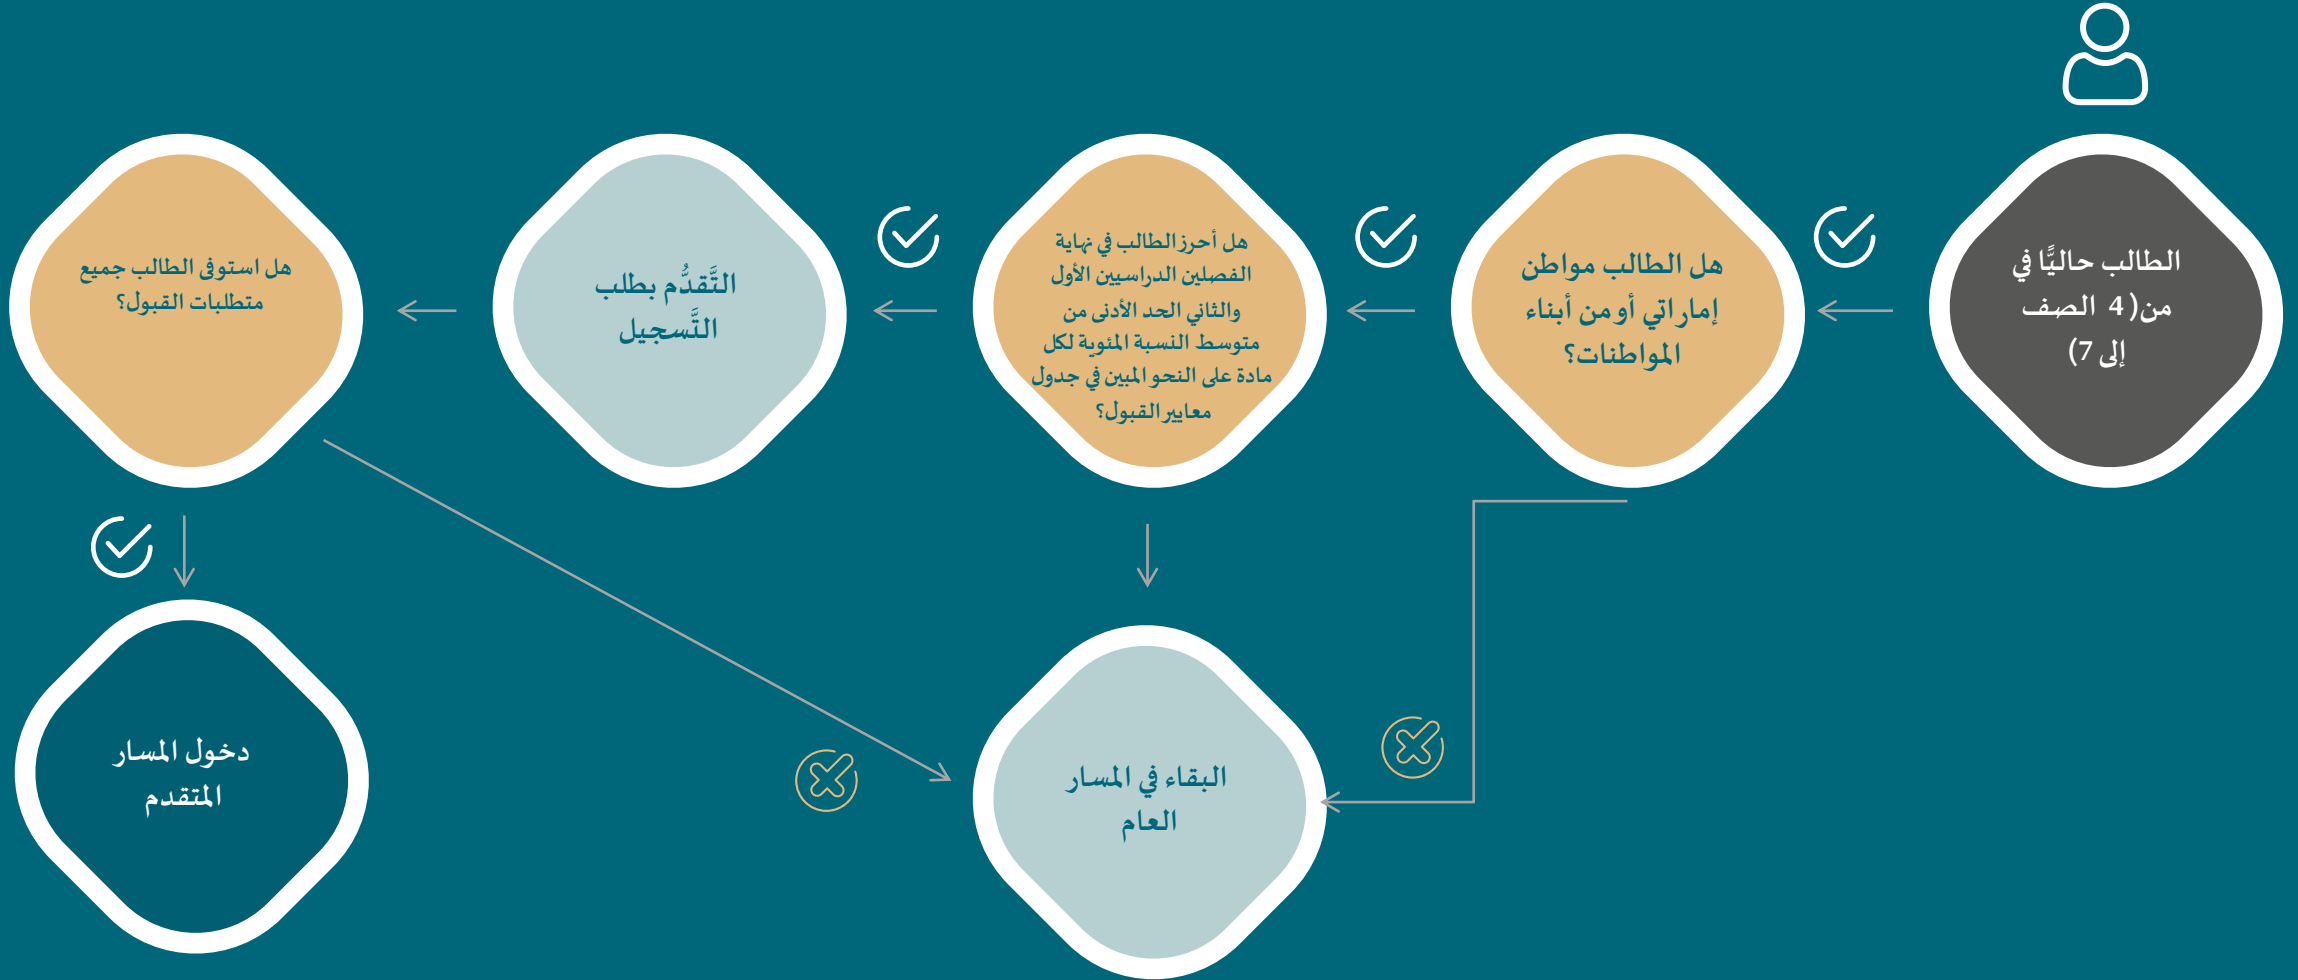 الطالب حاليًّا في
الصف 4 (من
إلى 7)
هل الطالب مواطن
إماراتي أو من أبناء
المواطنات؟
هل أحرز الطالب في نهاية
الفصلين الدراسيين الأول
والثاني الحد الأدنى من
متوسط النسبة المئوية لكل
مادة على النحو المبين في جدول
معايير القبول؟
التَّقدُّم بطلب
التَّسجيل
هل استوفى الطالب جميع
متطلبات القبول؟
دخول المسار
المتقدم
البقاء في المسار
العام